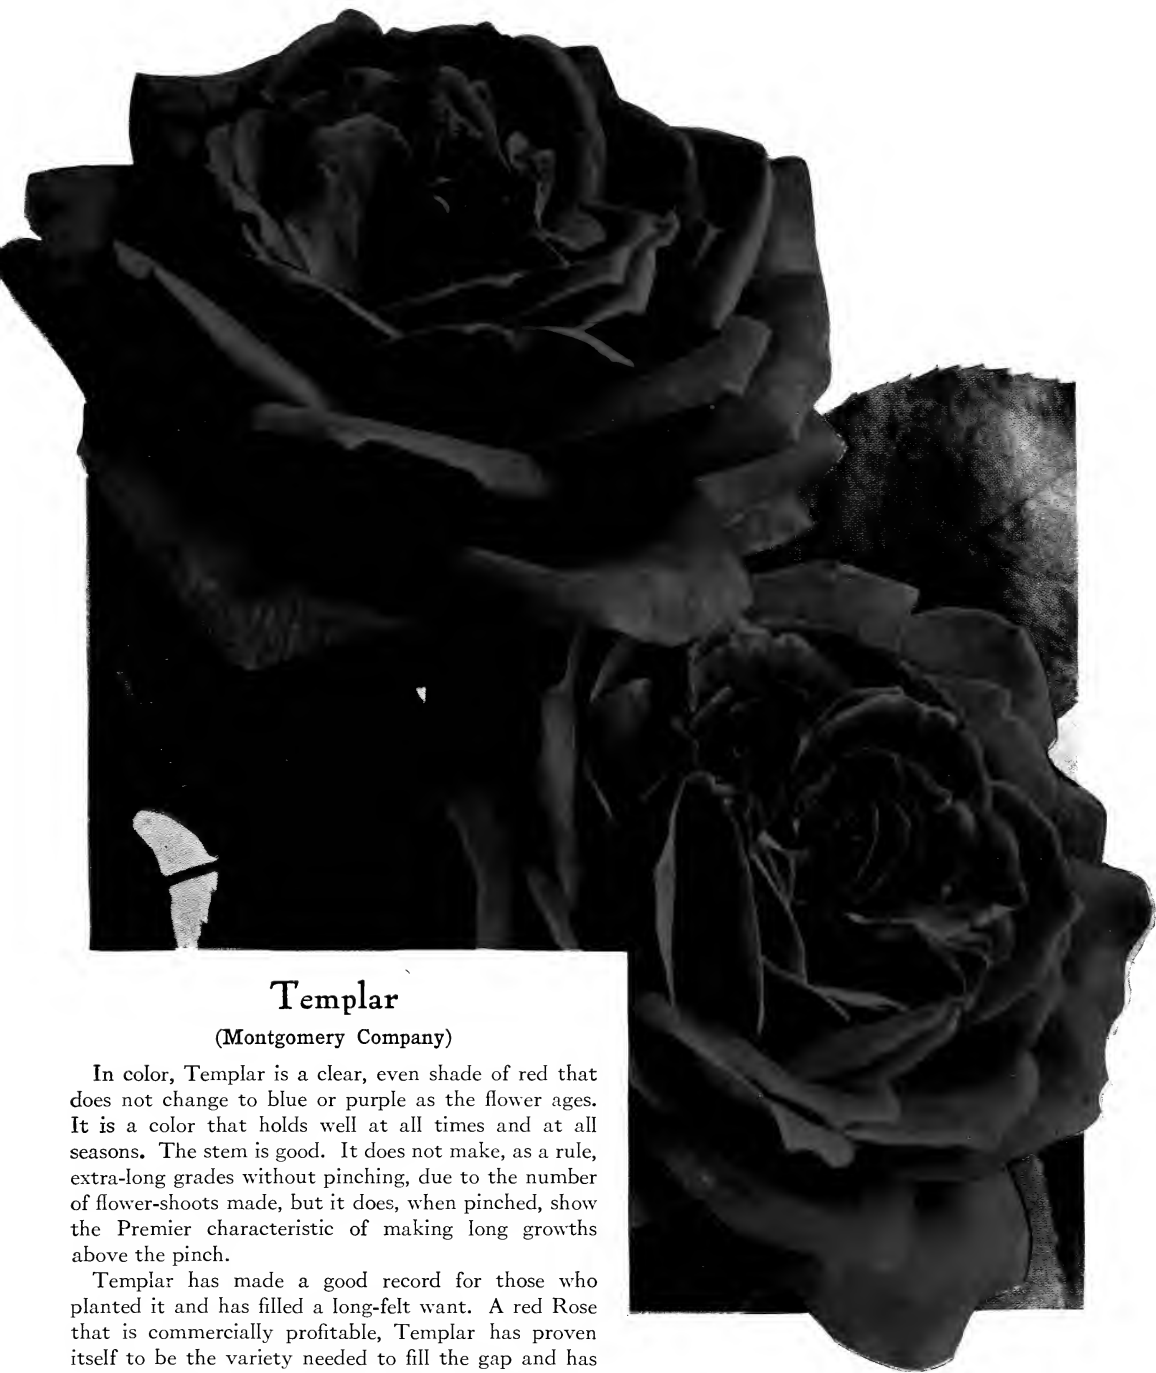 Templar
(Montgomery Company)
In color, Templar is a clear, even shade of red that
does not change to blue or purple as the flower ages.
It is a color that holds well at all times and at all
seasons. The stem is good. It does not make, as a rule,
extra-long grades without pinching, due to the number
of flower-shoots made, but it does, when pinched, show
the Premier characteristic of making long growths
above the pinch.
Templar has made a good record for those who
planted it and has filled a long-felt want. A red Rose
that is commercially profitable, Templar has proven
itself to be the variety needed to fill the gap and has